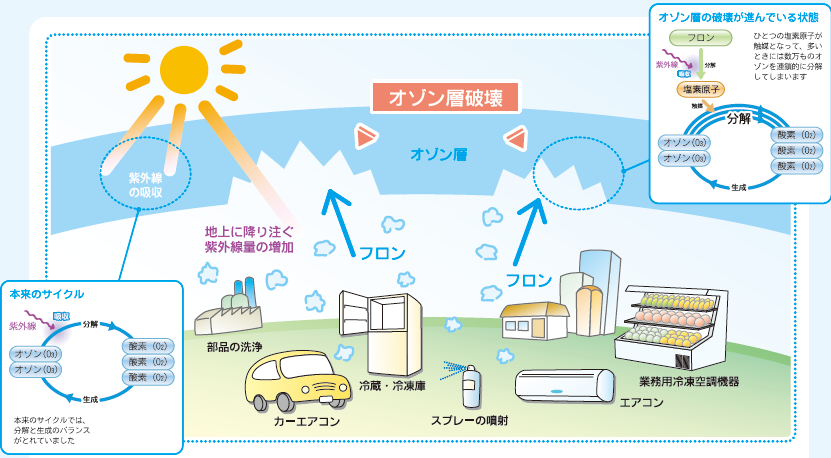 オゾン層の破壊が進んでいる状態
フロン
紫外線
吸収
分解
塩素原子
触媒
ひとつの塩素原子が
触媒となって、多い
ときには数万ものオ
ゾンを連鎖的に分解
してしまいます
分解
オゾン(O₃)
オゾン(O₃)
酸素(O₂)
酸素(O₂)
酸素(O₂)
生成
オゾン層破壊
オゾン層
紫外線
の吸収
地上に降り注ぐ
紫外線量の増加
フロン
フロン
本来のサイクル
紫外線
吸収
分解
オゾン(O₃)
オゾン(O₃)
酸素(O₂)
酸素(O₂)
酸素(O₂)
生成
本来のサイクルでは、
分解と生成のバランス
がとれていました
部品の洗浄
カーエアコン
冷蔵・冷凍庫
スプレーの噴射
エアコン
業務用冷凍空調機器